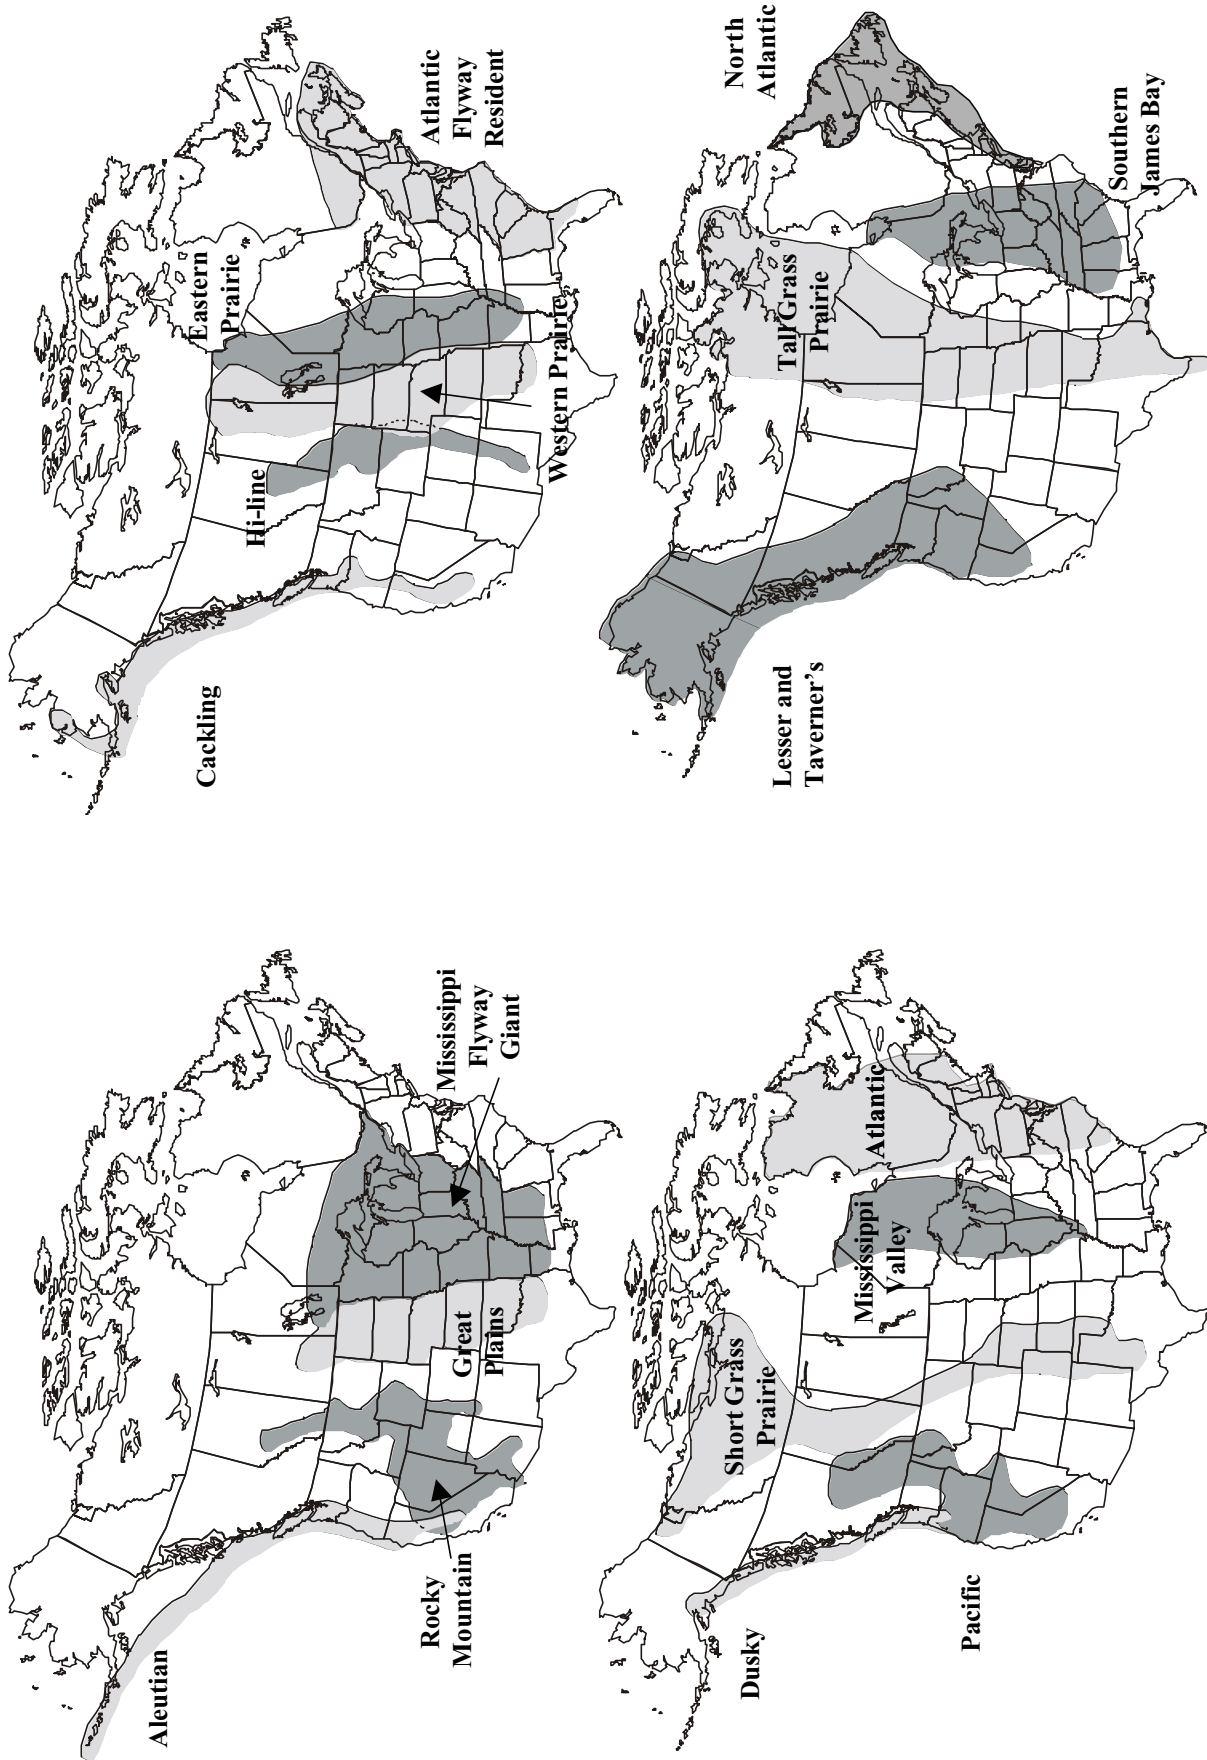 Aleutian
Rocky
Mountain
Great
Plains
Mississippi
Flyway
Giant
Cackling
Hi-line
Eastern
Prairie
Western Prairie
Atlantic
Flyway
Resident
Dusky
Pacific
Short Grass
Prairie
Mississippi
Valley
Atlantic
Lesser and
Taverner's
Tall Grass
Prairie
North
Atlantic
Southern
James Bay